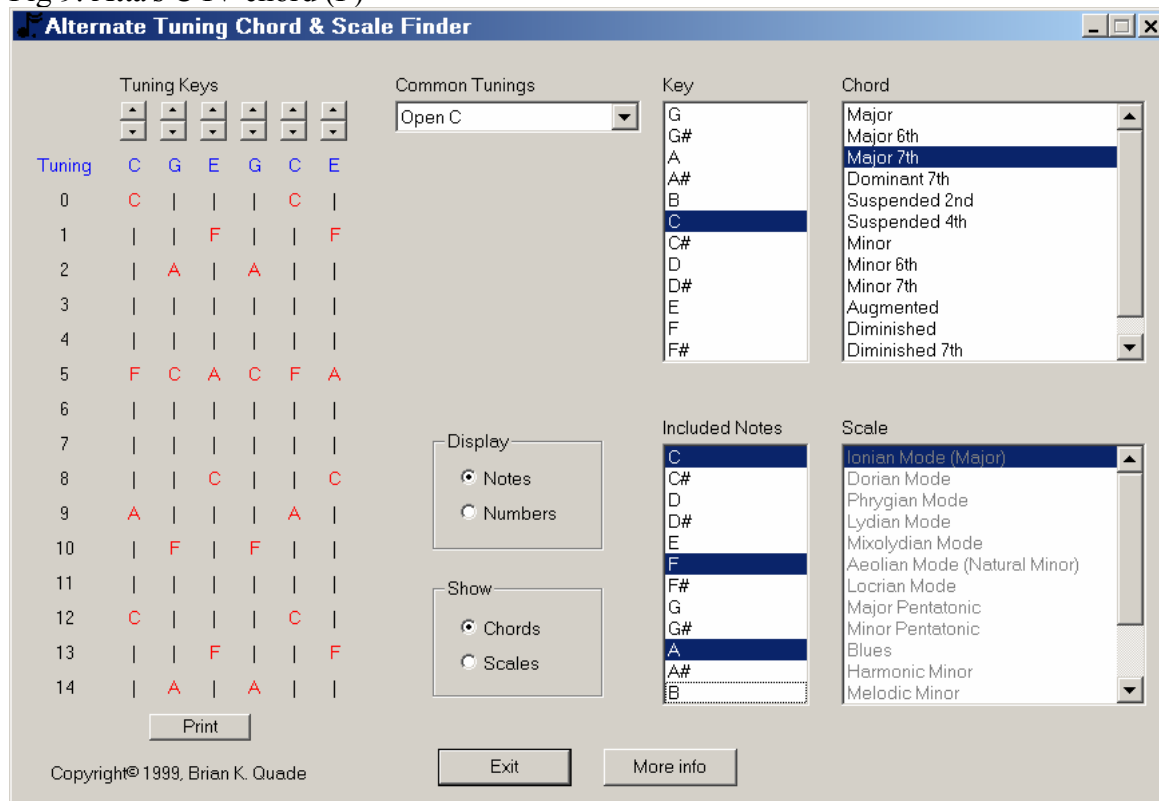 Fig 9: C IV chord (F)
Alternate Tuning Chord & Scale Finder
Tuning Keys
Tuning C G E G C E
0 C | | | C |
1 | | F | | F
2 | A | A | |
3 | | | | | |
4 | | | | | |
5 F C A C F A
6 | | | | | |
7 | | | | | |
8 | | C | | C
9 A | | | A |
10 | F | F | |
11 | | | | | |
12 C | | | C |
13 | | F | | F
14 | A | A | |
Print
Copyright© 1999, Brian K. Quade
Common Tunings
Open C
Display
Notes
Numbers
Show
Chords
Scales
Exit
More info
Key
G
G#
A
A#
B
C
C#
D
D#
E
F
F#
Chord
Major
Major 6th
Major 7th
Dominant 7th
Suspended 2nd
Suspended 4th
Minor
Minor 6th
Minor 7th
Augmented
Diminished
Diminished 7th
Included Notes
C
C#
D
D#
E
F
F#
G
G#
A
A#
B
Scale
Ionian Mode (Major)
Dorian Mode
Phrygian Mode
Lydian Mode
Mixolydian Mode
Aeolian Mode (Natural Minor)
Locrian Mode
Major Pentatonic
Minor Pentatonic
Blues
Harmonic Minor
Melodic Minor